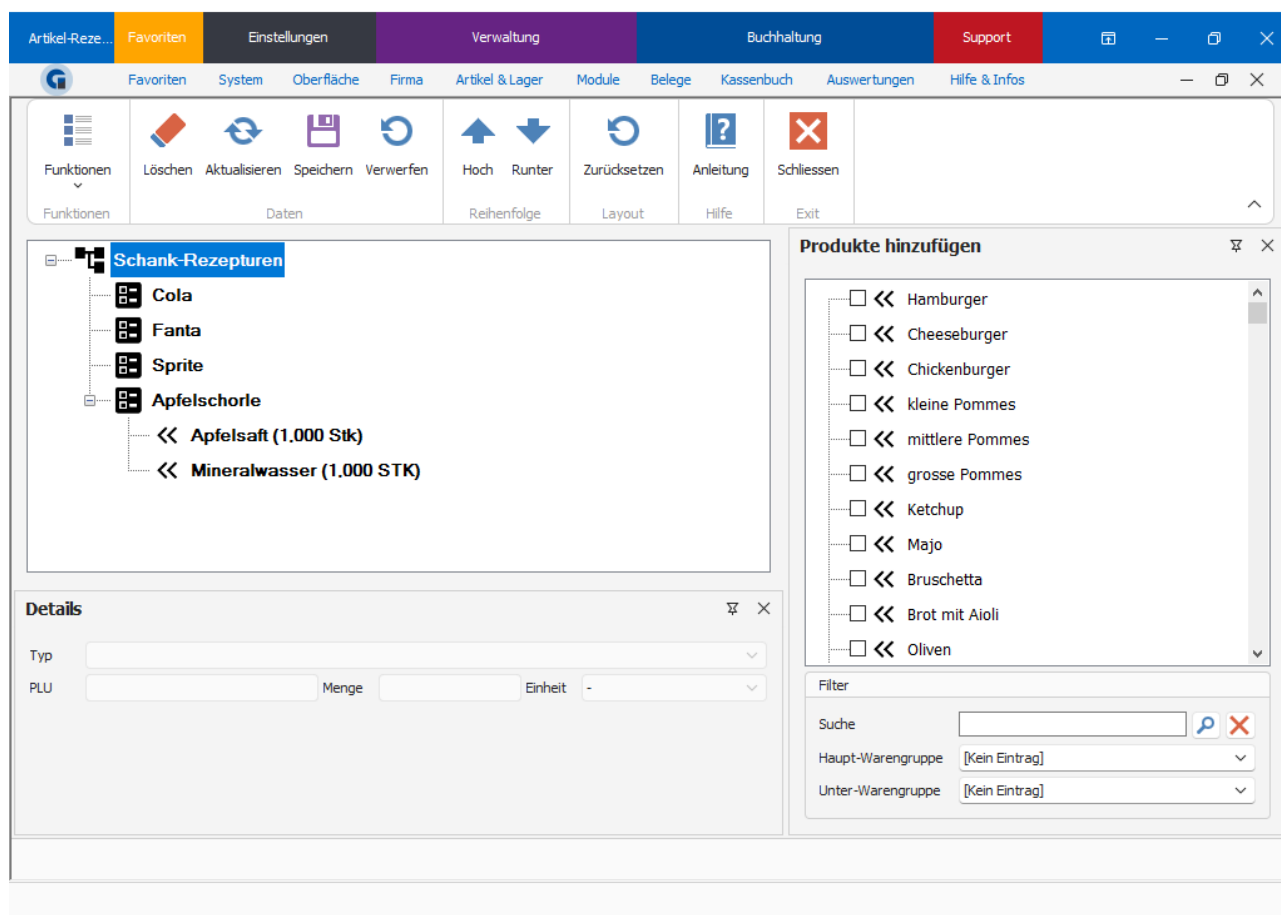 Artikel-Reze... Favoriten Einstellungen Verwaltung Buchhaltung Support
Favoriten System Oberfläche Firma Artikel & Lager Module Belege Kassenbuch Auswertungen Hilfe & Infos
Funktionen Löschen Aktualisieren Speichern Verwerfen Hoch Runter Zurücksetzen Anleitung Schliessen
Funktionen Daten Reihenfolge Layout Hilfe Exit
Schank-Rezepturen
Cola
Fanta
Sprite
Apfelschorle
Apfelsaft (1,000 Stk)
Mineralwasser (1,000 STK)
Details
Typ
PLU Menge Einheit -
Produkte hinzufügen
Hamburger
Cheeseburger
Chickenburger
kleine Pommes
mittlere Pommes
grosse Pommes
Ketchup
Majo
Bruschetta
Brot mit Aioli
Oliven
Filter
Suche
Haupt-Warengruppe [Kein Eintrag]
Unter-Warengruppe [Kein Eintrag]